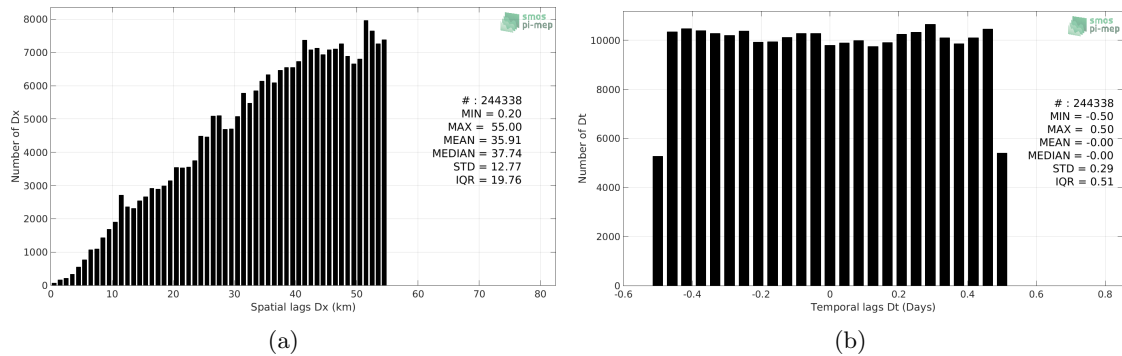 smos
pi-mep
8000
7000
6000
5000
4000
3000
2000
1000
0
Number of Dx
# : 244338
MIN = 0.20
MAX = 55.00
MEAN = 35.91
MEDIAN = 37.74
STD = 12.77
IQR = 19.76
0 10 20 30 40 50 60 70 80
Spatial lags Dx (km)
(a)
smos
pi-mep
10000
8000
6000
4000
2000
0
Number of Dt
# : 244338
MIN = -0.50
MAX = 0.50
MEAN = -0.00
MEDIAN = -0.00
STD = 0.29
IQR = 0.51
-0.6 -0.4 -0.2 0 0.2 0.4 0.6 0.8
Temporal lags Dt (Days)
(b)